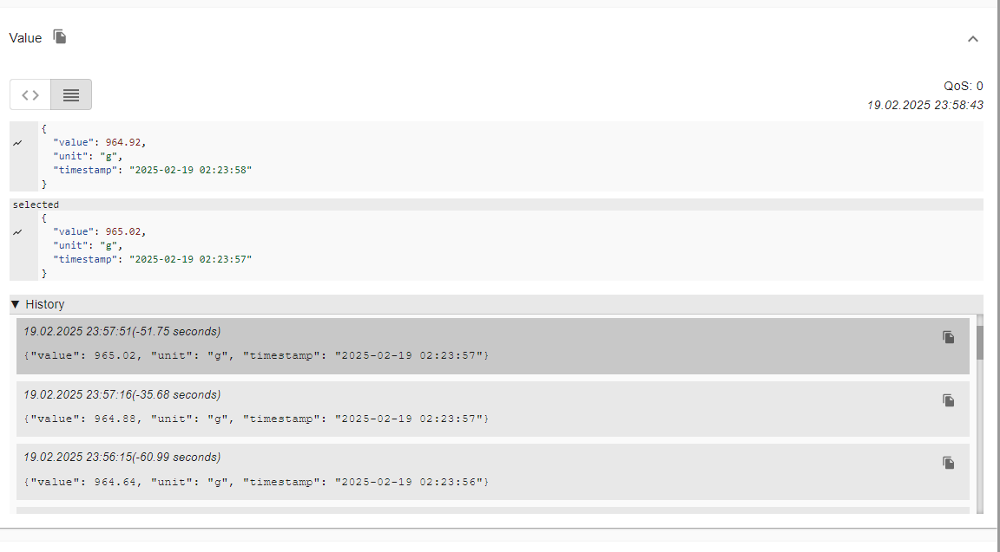 Value
QoS: 0
19.02.2025 23:58:43
{
"value": 964.92,
"unit": "g",
"timestamp": "2025-02-19 02:23:58"
}
selected
{
"value": 965.02,
"unit": "g",
"timestamp": "2025-02-19 02:23:57"
}
▼ History
19.02.2025 23:57:51(-51.75 seconds)
{"value": 965.02, "unit": "g", "timestamp": "2025-02-19 02:23:57"}
19.02.2025 23:57:16(-35.68 seconds)
{"value": 964.88, "unit": "g", "timestamp": "2025-02-19 02:23:57"}
19.02.2025 23:56:15(-60.99 seconds)
{"value": 964.64, "unit": "g", "timestamp": "2025-02-19 02:23:56"}